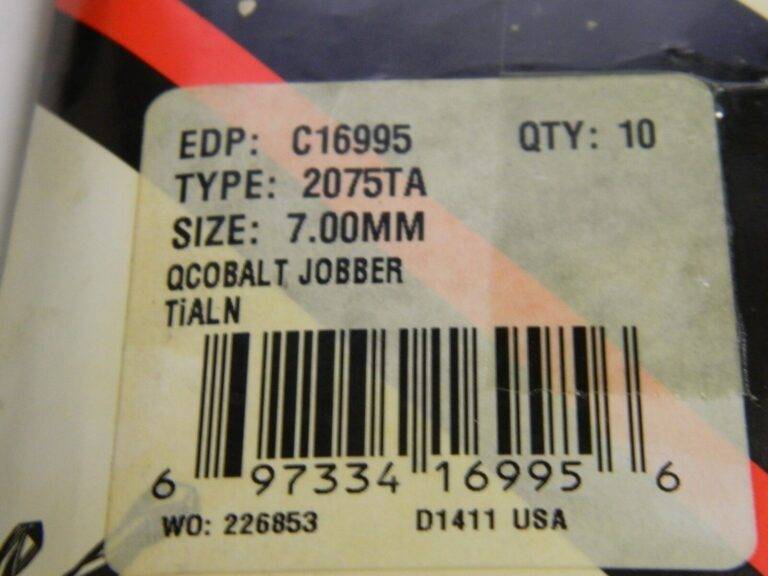 EDP: C16995 QTY: 10
TYPE: 2075TA
SIZE: 7.00MM
QCOBALT JOBBER
TiALN
6 97334 16995 6
WO: 226853 D1411 USA